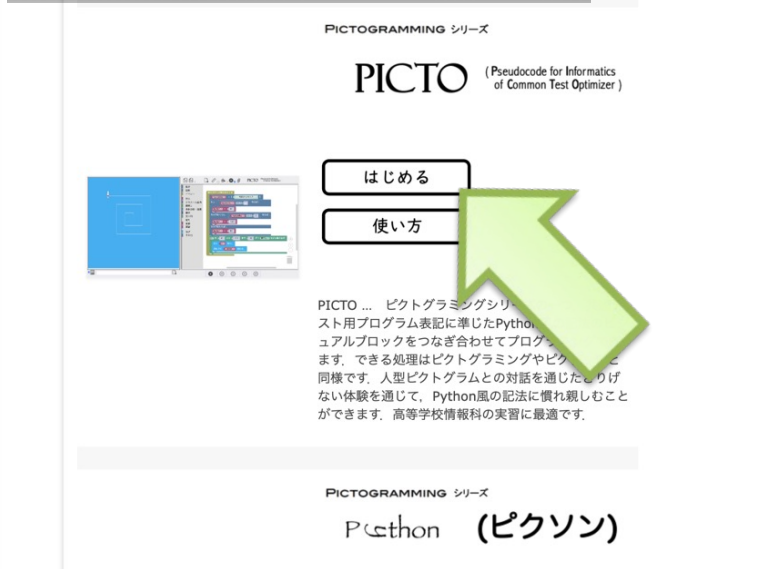 PICTOGRAMMING シリーズ
PICTO
(Pseudocode for Informatics
of Common Test Optimizer )
はじめる
使い方
PICTO ... ピクトグラミングシリ
スト用プログラム表記に準じたPython
ュアルブロックをつなぎ合わせてプログラ
ます．できる処理はピクトグラミングやピク
同様です．人型ピクトグラムとの対話を通じた
ない体験を通じて，Python風の記法に慣れ親しむこと
ができます．高等学校情報科の実習に最適です．
PICTOGRAMMING シリーズ
Python (ピクソン)